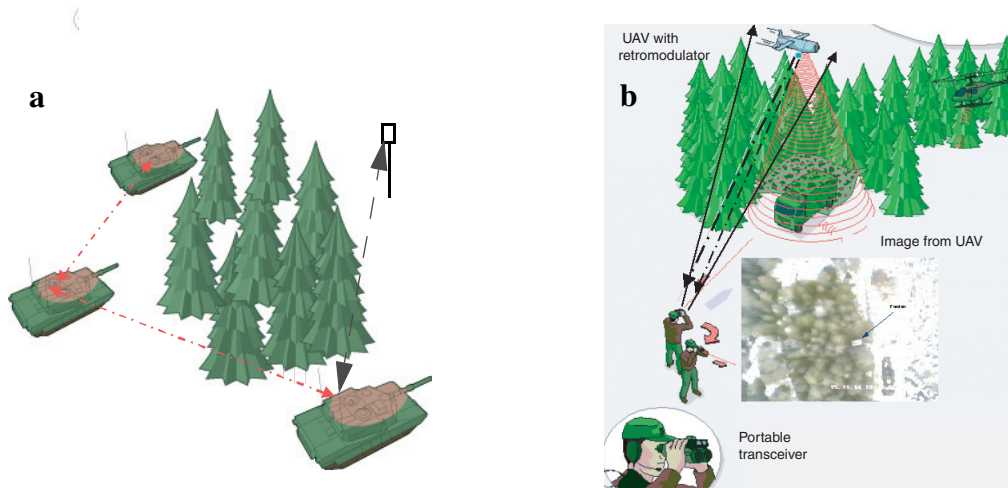 a
UAV with
retromodulator
b
Image from UAV
Portable
transceiver